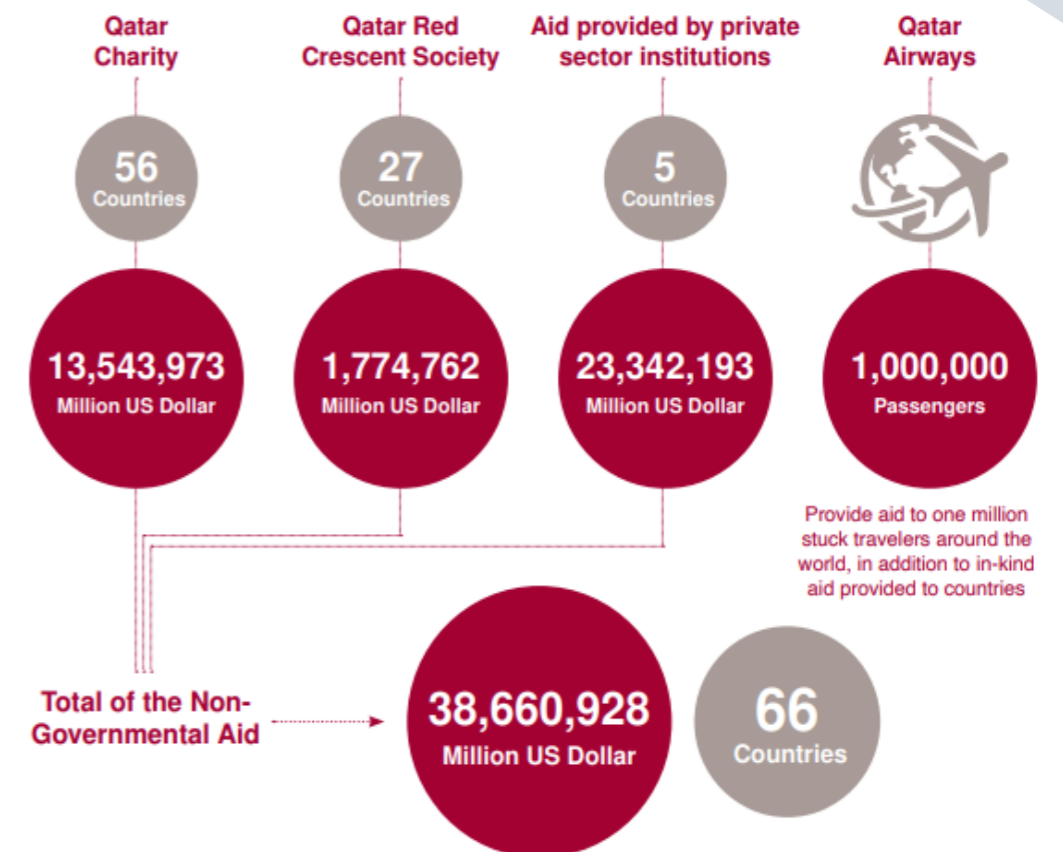 Qatar
Charity
56
Countries
13,543,973
Million US Dollar
Qatar Red
Crescent Society
27
Countries
1,774,762
Million US Dollar
Aid provided by private
sector institutions
5
Countries
23,342,193
Million US Dollar
Qatar
Airways
1,000,000
Passengers
Provide aid to one million
stuck travelers around the
world, in addition to in-kind
aid provided to countries
Total of the Non-
Governmental Aid
38,660,928
Million US Dollar
66
Countries